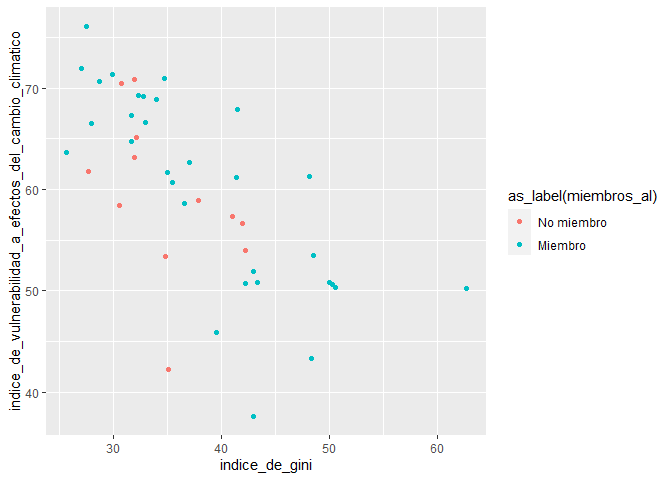 indice_de_vulnerabilidad_a_efectos_del_cambio_climatico
70
60
50
40
30
40
50
60
indice_de_gini
as_label(miembros_al)
No miembro
Miembro